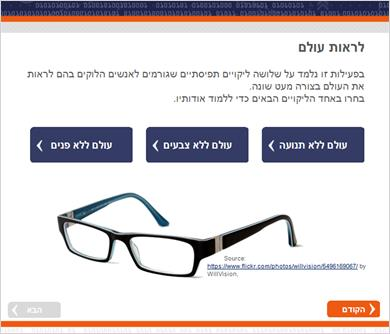 לראות עולם
בפעילות זו נלמד על שלושה ליקויים תפיסתיים שגורמים לאנשים הלוקים בהם לראות
את העולם בצורה מעט שונה.
בחרו באחד הליקויים הבאים כדי ללמוד אודותיו.
עולם ללא תנועה
עולם ללא צבעים
עולם ללא פנים
Source:
https://www.flickr.com/photos/willvision/5496169067/ by
WillVision,
הקודם
הבא